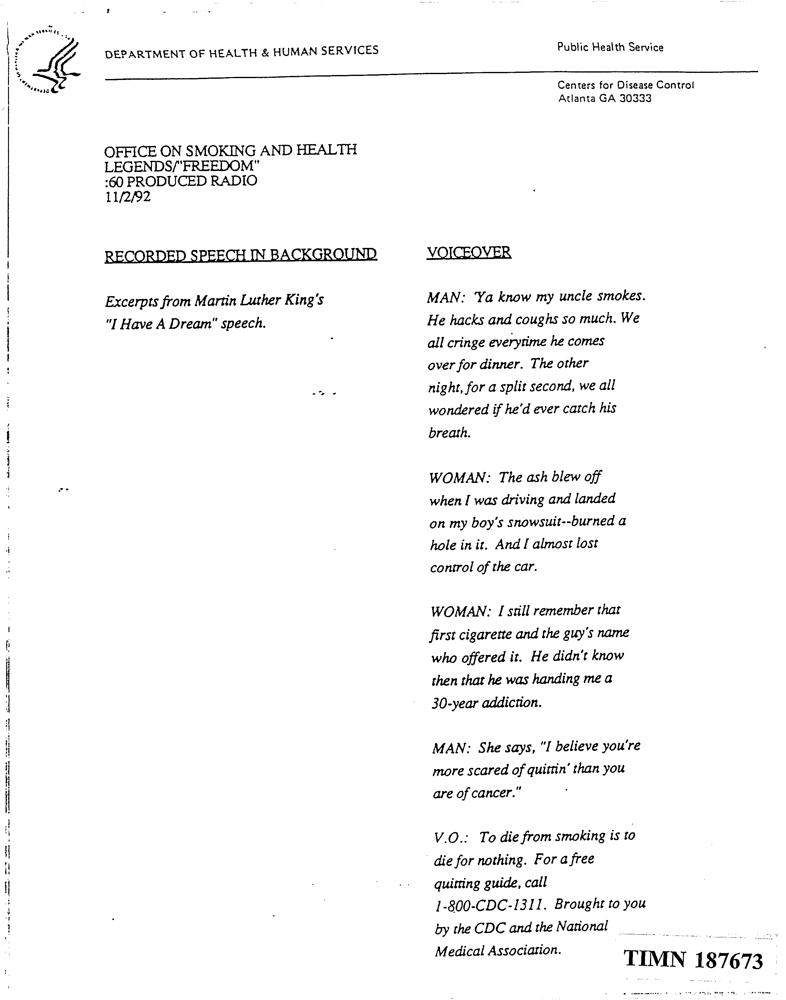 DEPARTMENT OF HEALTH & HUMAN SERVICES
Public Health Service
Centers for Disease Control
Atlanta GA 30333
OFFICE ON SMOKING AND HEALTH
LEGENDS/"FREEDOM"
:60 PRODUCED RADIO
11/2/92
RECORDED SPEECH IN BACKGROUND
Excerpts from Martin Luther King's
"I Have A Dream" speech.
VOICEOVER
MAN: 'Ya know my uncle smokes.
He hacks and coughs so much. We
all cringe everytime he comes
over for dinner. The other
night, for a split second, we all
wondered if he'd ever catch his
breath.
WOMAN: The ash blew off
when I was driving and landed
on my boy's snowsuit--burned a
hole in it. And I almost lost
control of the car.
WOMAN: I still remember that
first cigarette and the guy's name
who offered it. He didn't know
then that he was handing me a
30-year addiction.
MAN: She says, "I believe you're
more scared of quittin' than you
are of cancer."
V.O.: To die from smoking is to
die for nothing. For a free
quitting guide, call
1-800-CDC-1311. Brought to you
by the CDC and the National
Medical Association.
TIMN 187673